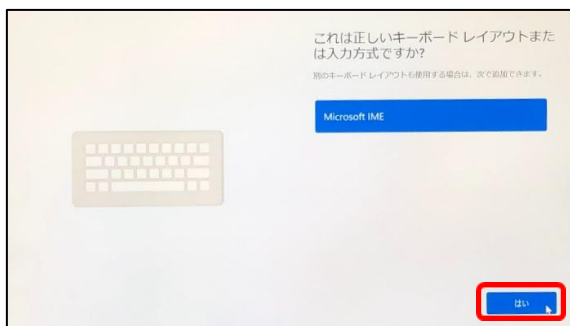 これは正しいキーボード レイアウトまた
は入力方式ですか?
別のキーボード レイアウトも使用する場合は、次で追加できます。
Microsoft IME
はい